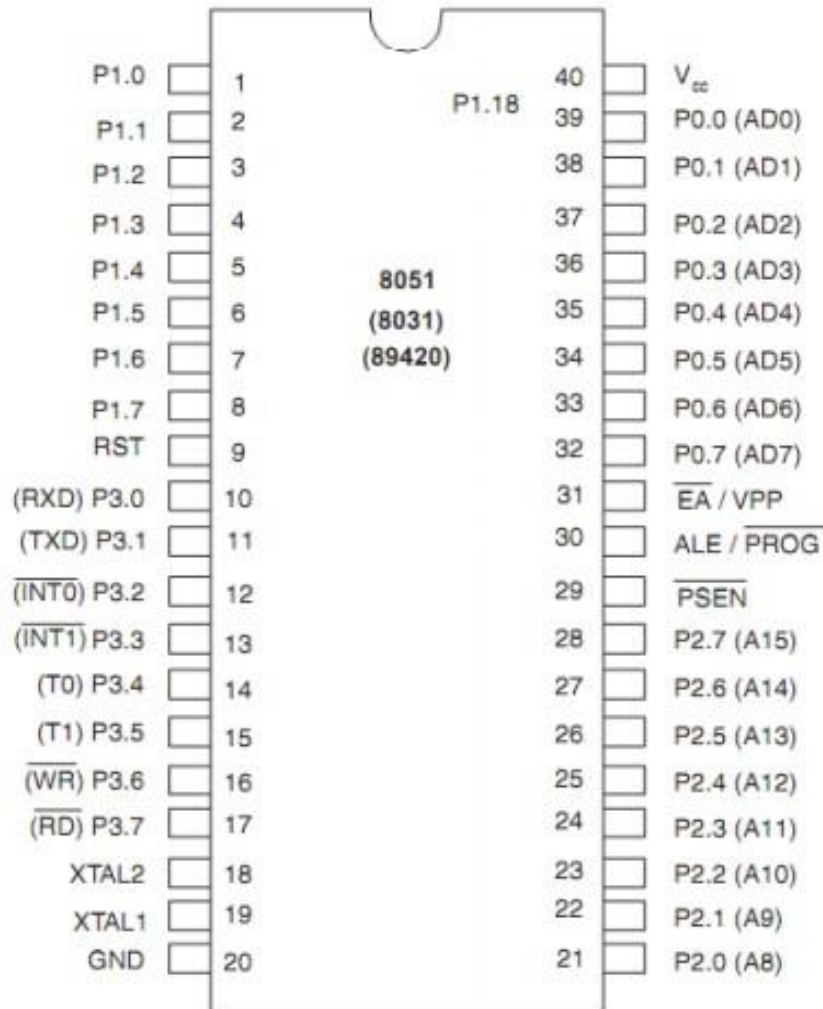 P1.0 1 40 Vcc
P1.18
P1.1 2 39 P0.0 (AD0)
P1.2 3 38 P0.1 (AD1)
P1.3 4 37 P0.2 (AD2)
P1.4 5 36 P0.3 (AD3)
8051
P1.5 6 35 P0.4 (AD4)
(8031)
P1.6 7 34 P0.5 (AD5)
(89420)
P1.7 8 33 P0.6 (AD6)
RST 9 32 P0.7 (AD7)
(RXD) P3.0 10 31 E̅A̅ / VPP
(TXD) P3.1 11 30 ALE / P̅R̅O̅G̅
(I̅N̅T̅0̅) P3.2 12 29 P̅S̅E̅N̅
(I̅N̅T̅1̅) P3.3 13 28 P2.7 (A15)
(T0) P3.4 14 27 P2.6 (A14)
(T1) P3.5 15 26 P2.5 (A13)
(W̅R̅) P3.6 16 25 P2.4 (A12)
(R̅D̅) P3.7 17 24 P2.3 (A11)
XTAL2 18 23 P2.2 (A10)
XTAL1 19 22 P2.1 (A9)
GND 20 21 P2.0 (A8)